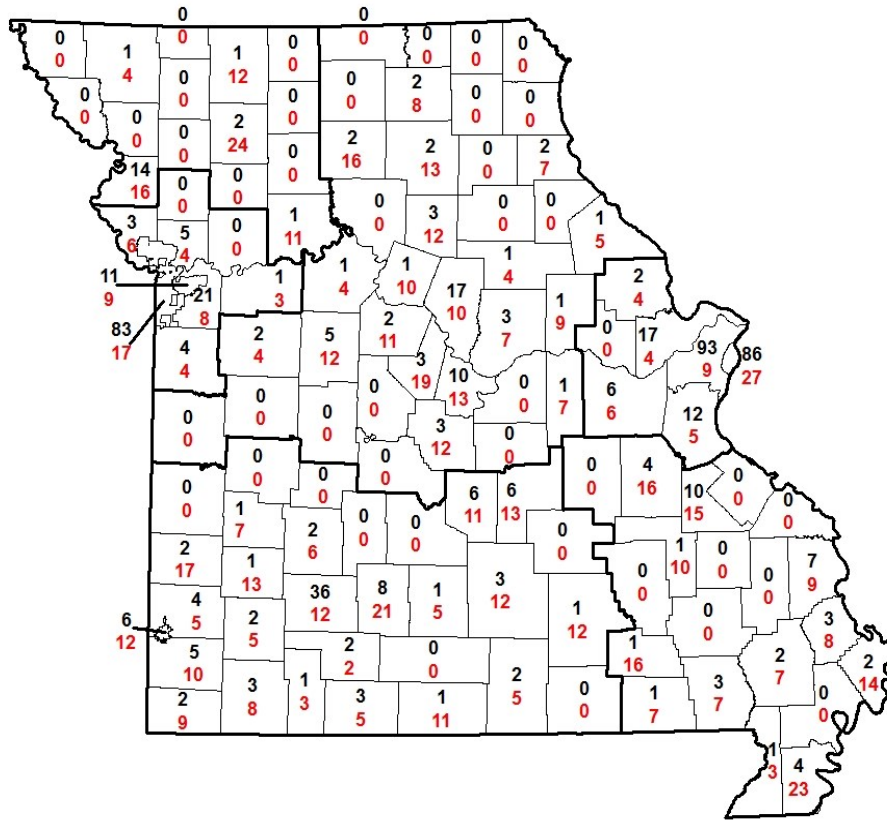 0 0
0 0 1 0 0 0 0 0 0
0 4 0 12 0 0 0 0 0
0 0 0 0 2 0 0
0 0 0 0 8 0 0
0 0 2 0 2 2 0 2
0 0 24 0 16 13 0 7
14 0 0
16 0 0
3 5 0 1 0 3 0 0 1
6 4 0 11 0 12 0 0 5
11 21 1 1 1 17 1 2
9 8 3 4 10 10 4 4
83 2 3 1 0 17 93 86
17 11 7 9 0 4 9 27
4 2 5 3 10 0 1 6 12
4 4 12 19 13 0 7 6 5
0 0 0 0 3 0
0 0 0 0 12 0
0 0 0 0 6 6 0 4 10 0 0
0 0 0 0 11 13 0 16 15 0 0
1 2 0 0 0
7 6 0 0 0
2 1 36 8 1 3 0 1 0 0 7
17 13 12 21 5 12 0 10 0 0 9
6 4 2 1 0 3
12 5 5 12 0 8
5 2 0 1 2 2
10 2 0 16 7 14
2 3 1 3 1 2 0 1 3 0
9 8 3 5 11 5 0 7 7 0
1 4
3 23